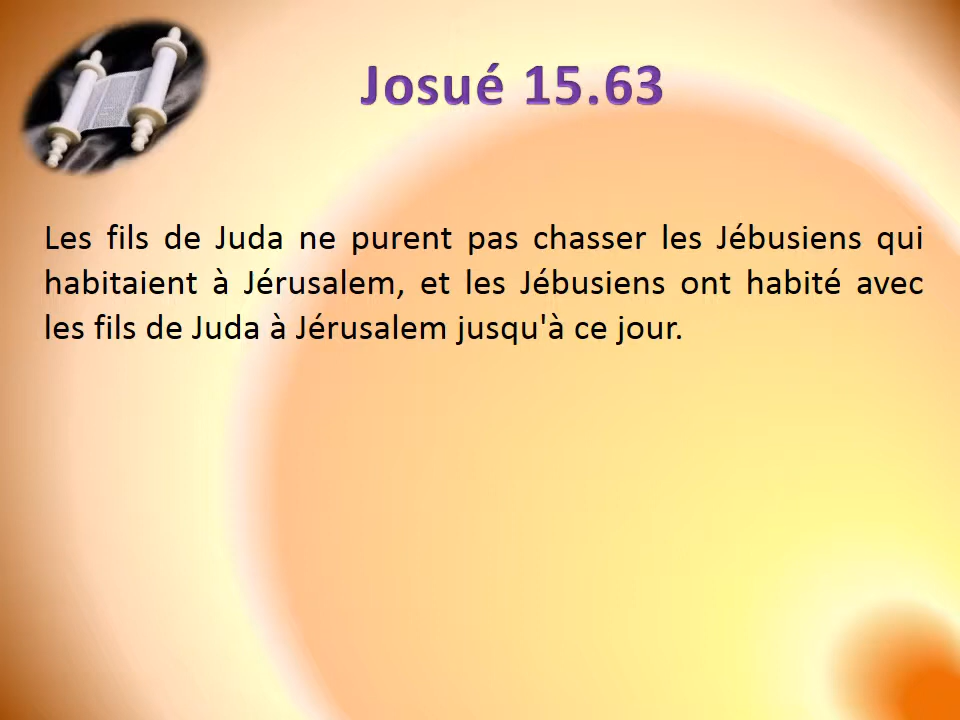 Josué 15.63
Les fils de Juda ne purent pas chasser les Jébusiens qui
habitaient à Jérusalem, et les Jébusiens ont habité avec
les fils de Juda à Jérusalem jusqu'à ce jour.